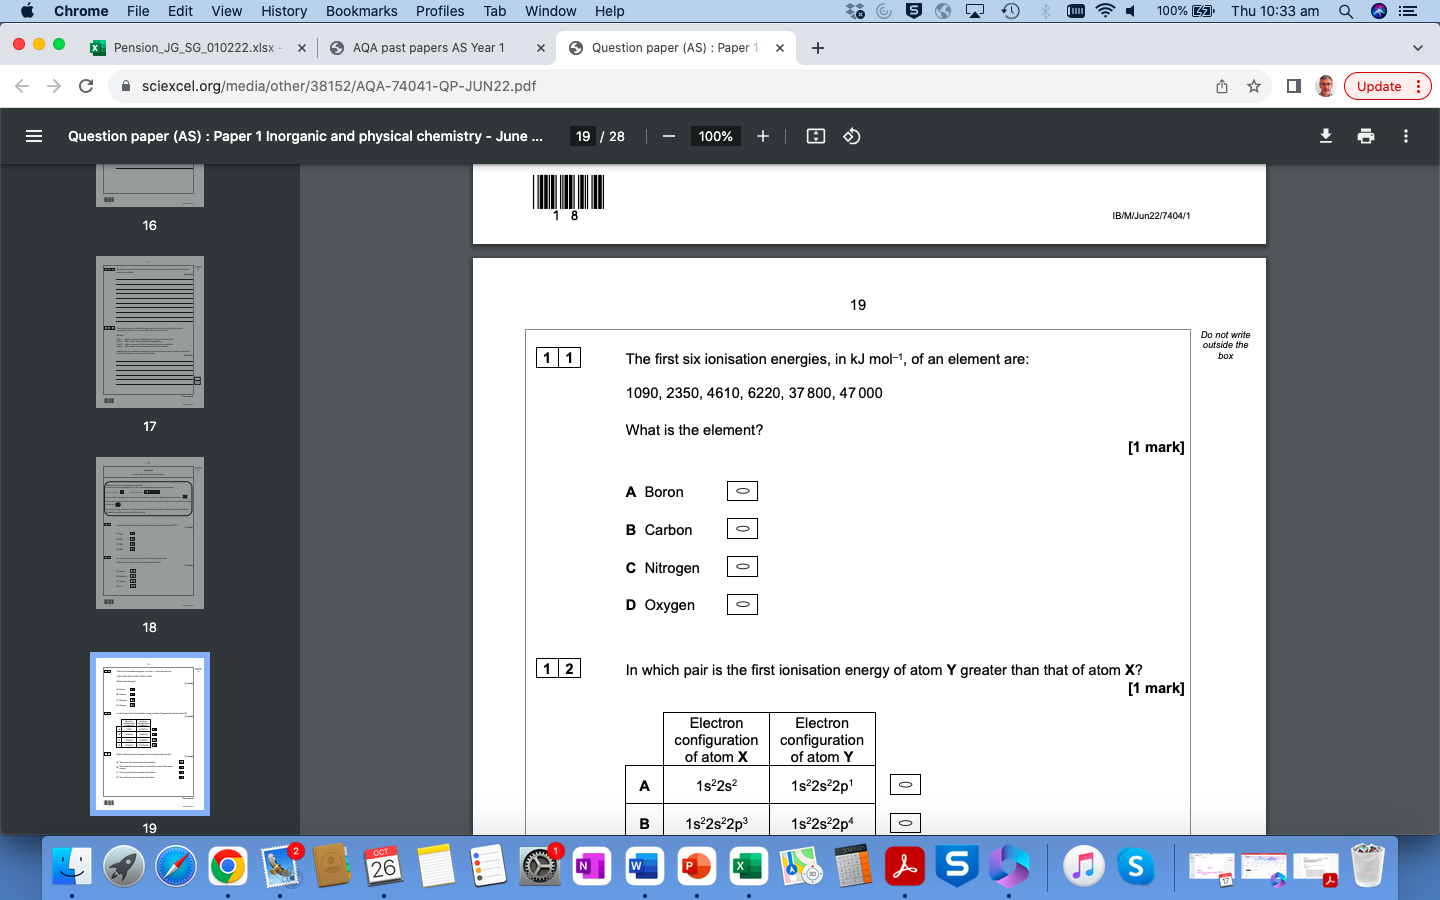 Chrome File Edit View History Bookmarks Profiles Tab Window Help 100% Thu 10:33 am
Pension_JG_SG_010222.xlsx - AQA past papers AS Year 1 Question paper (AS) : Paper 1
sciexcel.org/media/other/38152/AQA-74041-QP-JUN22.pdf Update
Question paper (AS) : Paper 1 Inorganic and physical chemistry - June ... 19 / 28 100%
16
17
18
19
1 8
IB/M/Jun22/7404/1
19
Do not write
outside the
box
1 1 The first six ionisation energies, in kJ mol⁻¹, of an element are:
1090, 2350, 4610, 6220, 37 800, 47 000
What is the element?
[1 mark]
A Boron
B Carbon
C Nitrogen
D Oxygen
1 2 In which pair is the first ionisation energy of atom Y greater than that of atom X?
[1 mark]
Electron configuration of atom X Electron configuration of atom Y
A 1s²2s² 1s²2s²2p¹
B 1s²2s²2p³ 1s²2s²2p⁴
2
OCT
26
1
N
W
P
X
3D
S
S
17